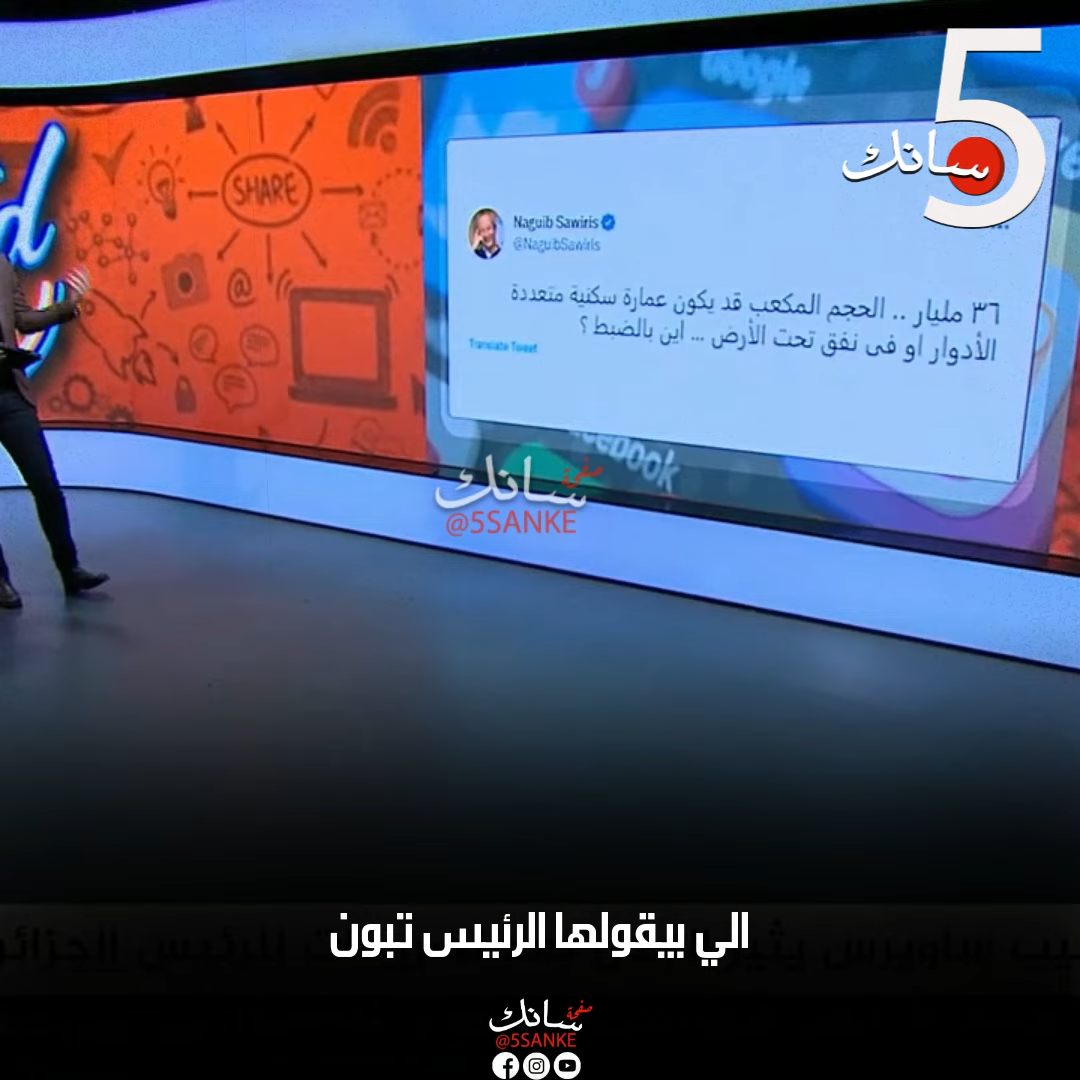 5
سانك
Google
SHARE
@
Naguib Sawiris
@NaguibSawiris
٣٦ مليار .. الحجم المكعب قد يكون عمارة سكنية متعددة
الأدوار او فى نفق تحت الأرض ... اين بالضبط ؟
Translate Tweet
صفحة سانك
@5SANKE
الي بيقولها الرئيس تبون
صفحة سانك
@5SANKE